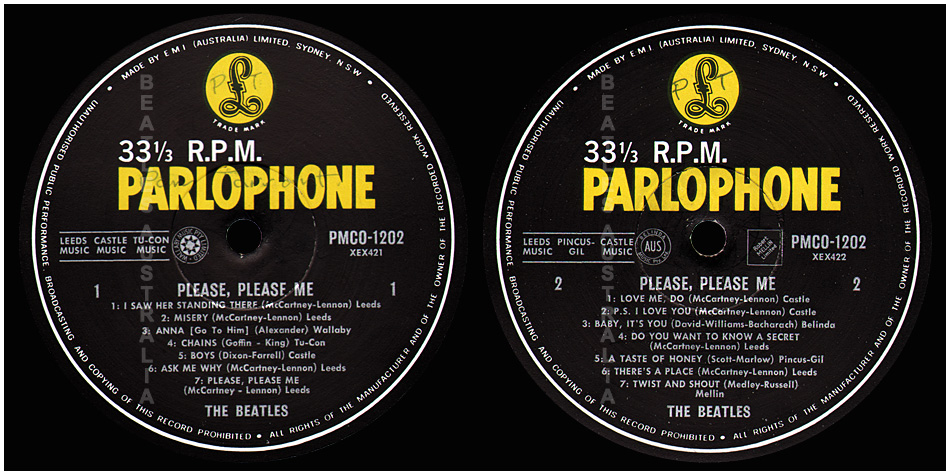 MADE BY E M I (AUSTRALIA) LIMITED, SYDNEY, N.S.W. • UNAUTHORISED PUBLIC PERFORMANCE, BROADCASTING AND COPYING OF THIS RECORD PROHIBITED • ALL RIGHTS OF THE MANUFACTURER AND OF THE OWNER OF THE RECORDED WORK RESERVED •
£
TRADE MARK
33⅓ R.P.M.
PARLOPHONE
LEEDS CASTLE TU-CON
MUSIC MUSIC MUSIC
PMCO-1202
XEX421
1 PLEASE, PLEASE ME 1
1: I SAW HER STANDING THERE (McCartney-Lennon) Leeds
2: MISERY (McCartney-Lennon) Leeds
3: ANNA [Go To Him] (Alexander) Wallaby
4: CHAINS (Goffin - King) Tu-Con
5: BOYS (Dixon-Farrell) Castle
6: ASK ME WHY (McCartney-Lennon) Leeds
7: PLEASE, PLEASE ME
(McCartney - Lennon) Leeds
THE BEATLES
BEATLES AUSTRALIA
MADE BY E M I (AUSTRALIA) LIMITED, SYDNEY, N.S.W. • UNAUTHORISED PUBLIC PERFORMANCE, BROADCASTING AND COPYING OF THIS RECORD PROHIBITED • ALL RIGHTS OF THE MANUFACTURER AND OF THE OWNER OF THE RECORDED WORK RESERVED •
£
TRADE MARK
33⅓ R.P.M.
PARLOPHONE
LEEDS PINCUS- CASTLE
MUSIC GIL MUSIC
BELINDA
AUS
Robert
MELLIN
Limited
PMCO-1202
XEX422
2 PLEASE, PLEASE ME 2
1: LOVE ME, DO (McCartney-Lennon) Castle
2: P.S. I LOVE YOU (McCartney-Lennon) Castle
3: BABY, IT'S YOU (David-Williams-Bacharach) Belinda
4: DO YOU WANT TO KNOW A SECRET
(McCartney-Lennon) Leeds
5: A TASTE OF HONEY (Scott-Marlow) Pincus-Gil
6: THERE'S A PLACE (McCartney-Lennon) Leeds
7: TWIST AND SHOUT (Medley-Russell)
Mellin
THE BEATLES
BEATLES AUSTRALIA